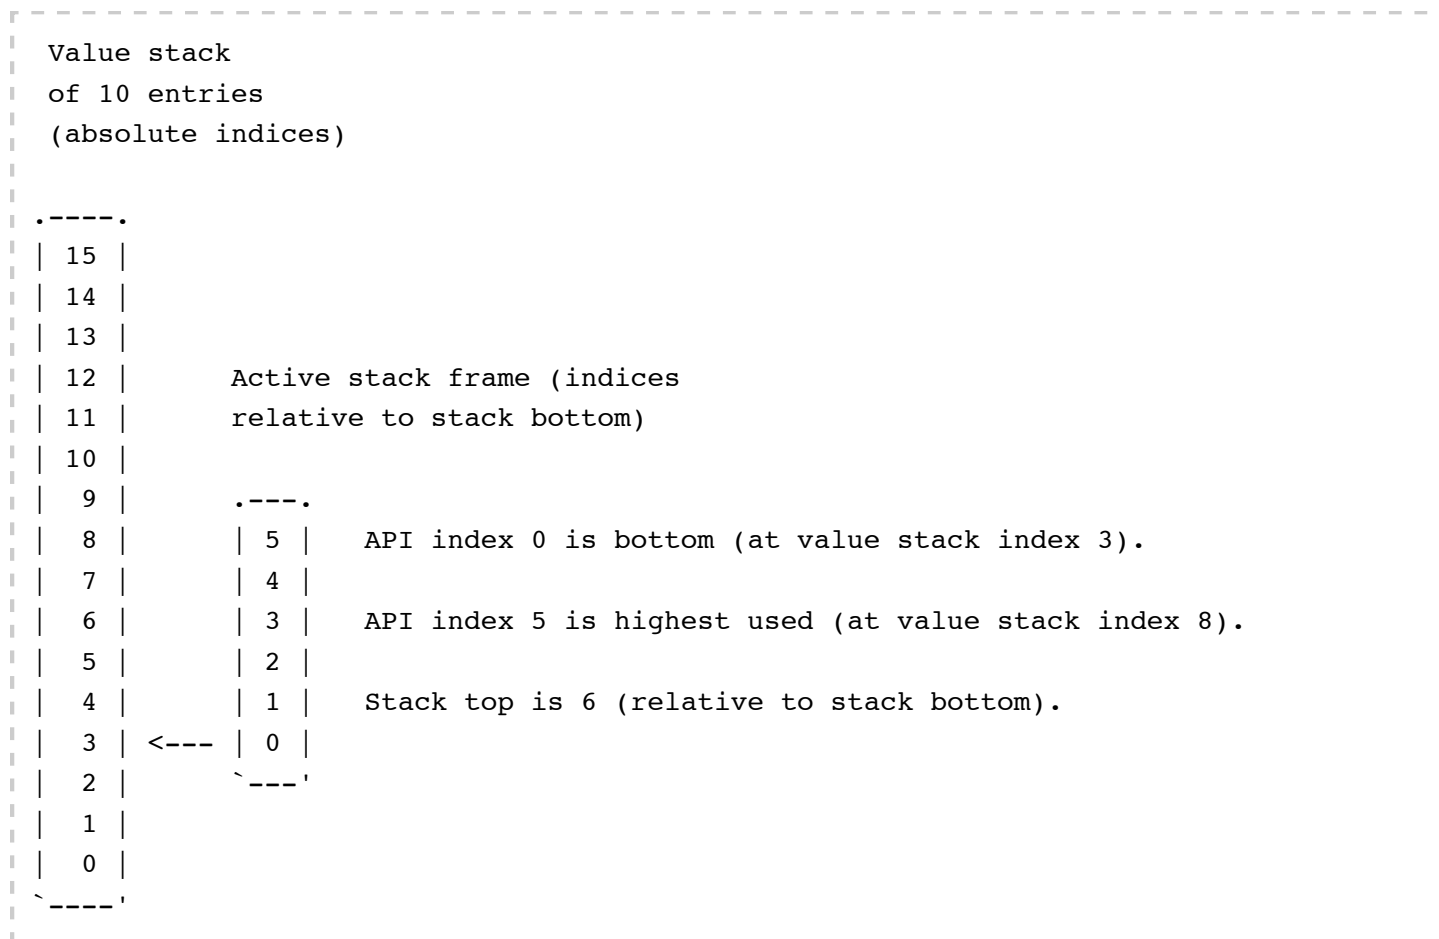 Value stack
of 10 entries
(absolute indices)

.----.
| 15 |
| 14 |
| 13 |
| 12 |      Active stack frame (indices
| 11 |      relative to stack bottom)
| 10 |
|  9 |      .---.
|  8 |      | 5 |   API index 0 is bottom (at value stack index 3).
|  7 |      | 4 |
|  6 |      | 3 |   API index 5 is highest used (at value stack index 8).
|  5 |      | 2 |
|  4 |      | 1 |   Stack top is 6 (relative to stack bottom).
|  3 | <--- | 0 |
|  2 |      `---'
|  1 |
|  0 |
`----'